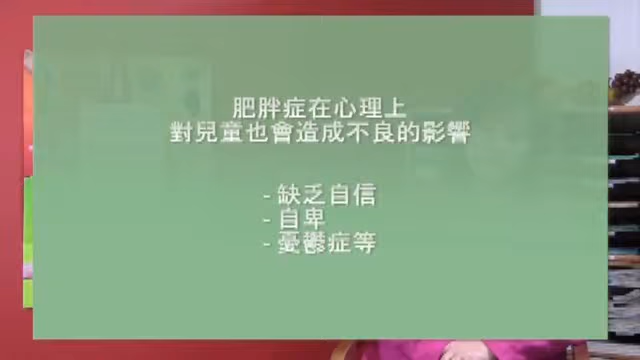 肥胖症在心理上
對兒童也會造成不良的影響
- 缺乏自信
- 自卑
- 憂鬱症等